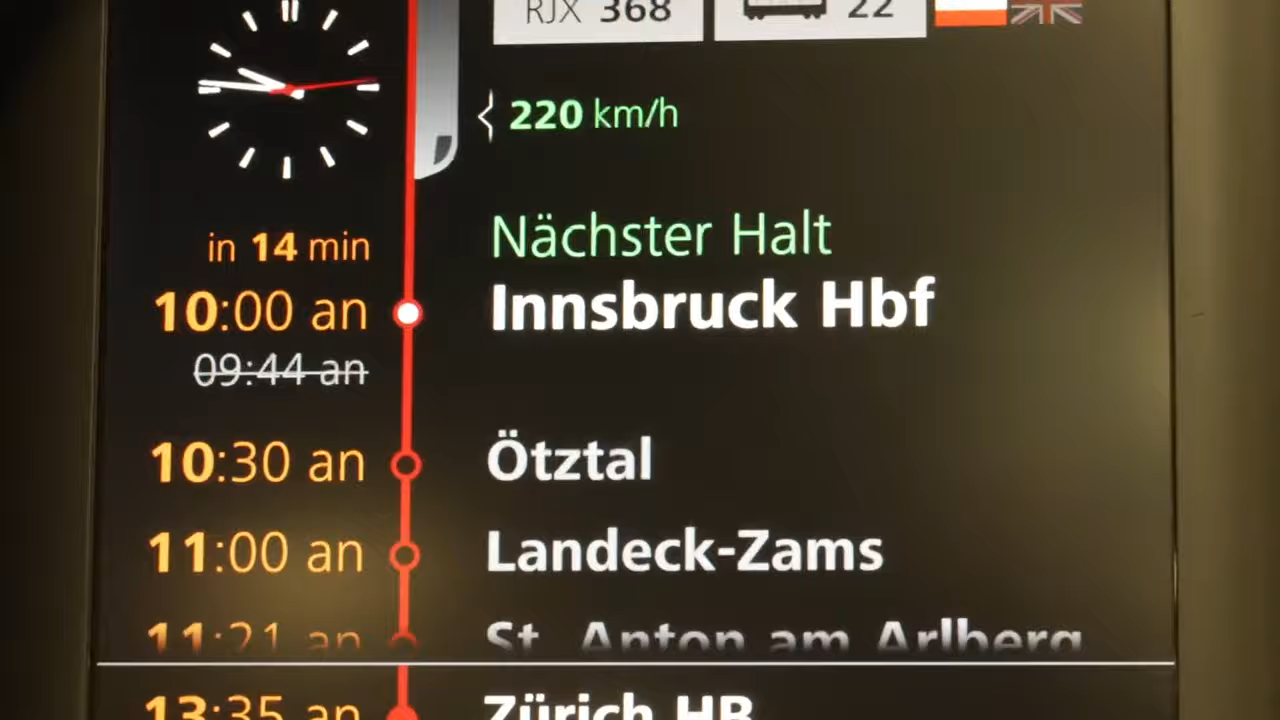 RJX 368
22
220 km/h
in 14 min
Nächster Halt
10:00 an
Innsbruck Hbf
09:44 an
10:30 an
Ötztal
11:00 an
Landeck-Zams
11:21 an
St. Anton am Arlberg
13:35 an
Zürich HB